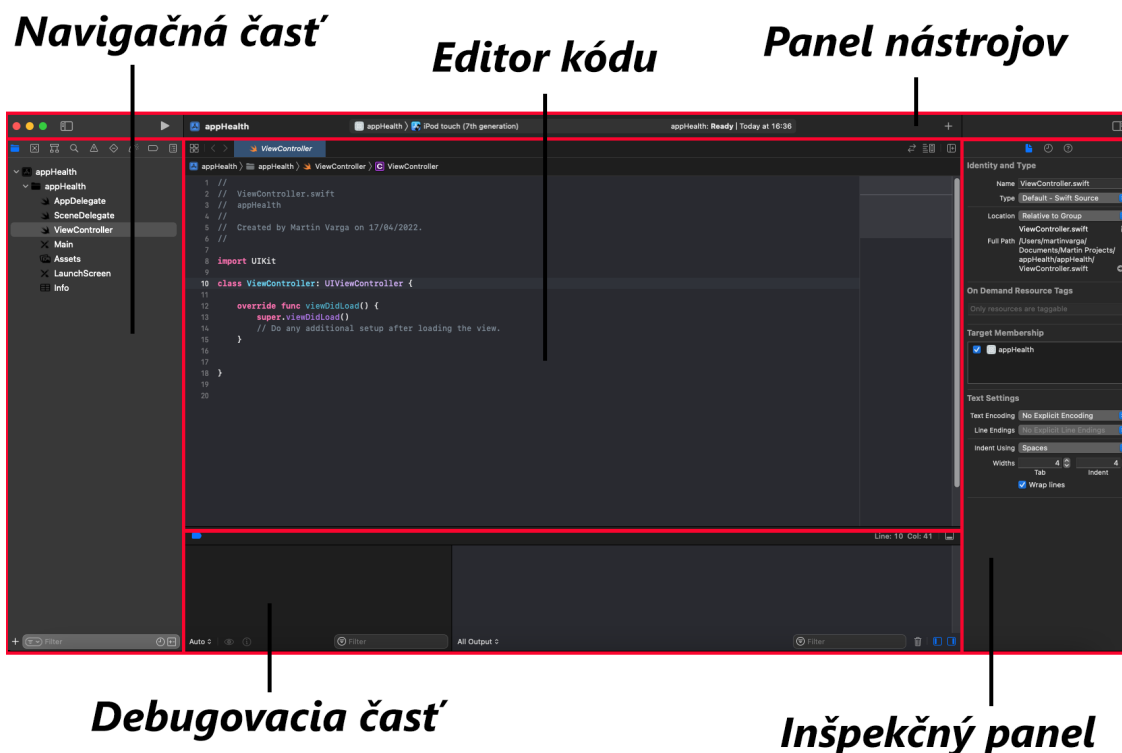 Navigačná časť
Editor kódu
Panel nástrojov
appHealth
appHealth 〉 iPod touch (7th generation)
appHealth: Ready | Today at 16:36
ViewController
appHealth 〉 appHealth 〉 ViewController 〉 C ViewController
appHealth
appHealth
AppDelegate
SceneDelegate
ViewController
Main
Assets
LaunchScreen
Info
Filter
1 //
2 // ViewController.swift
3 // appHealth
4 //
5 // Created by Martin Varga on 17/04/2022.
6 //
7
8 import UIKit
9
10 class ViewController: UIViewController {
11
12 override func viewDidLoad() {
13 super.viewDidLoad()
14 // Do any additional setup after loading the view.
15 }
16
17
18 }
19
20
Line: 10 Col: 41
Auto
Filter
All Output
Filter
Identity and Type
Name ViewController.swift
Type Default - Swift Source
Location Relative to Group
ViewController.swift
Full Path /Users/martinvarga/
Documents/Martin Projects/
appHealth/appHealth/
ViewController.swift
On Demand Resource Tags
Only resources are taggable
Target Membership
appHealth
Text Settings
Text Encoding No Explicit Encoding
Line Endings No Explicit Line Endings
Indent Using Spaces
Widths 4 4
Tab Indent
Wrap lines
Debugovacia časť
Inšpekčný panel